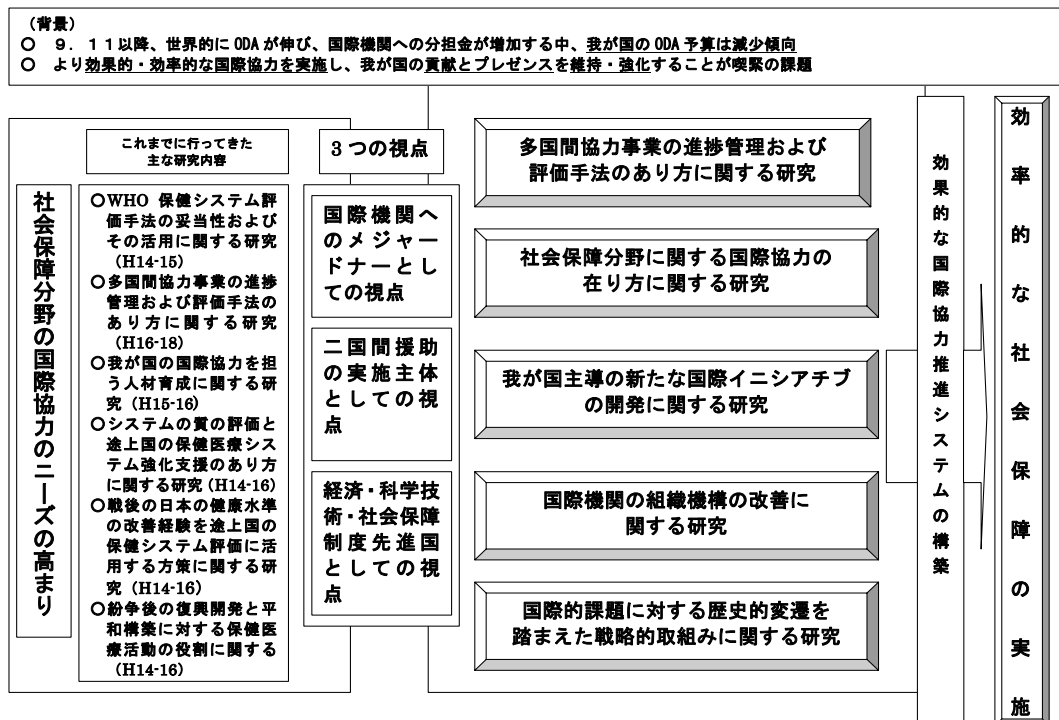 （背景）
○　９．１１以降、世界的に ODA が伸び、国際機関への分担金が増加する中、我が国の ODA 予算は減少傾向
○　より効果的・効率的な国際協力を実施し、我が国の貢献とプレゼンスを維持・強化することが喫緊の課題
社会保障分野の国際協力のニーズの高まり
これまでに行ってきた
主な研究内容
○WHO 保健システム評
価手法の妥当性および
その活用に関する研究
(H14-15)
○多国間協力事業の進捗
管理および評価手法の
あり方に関する研究
(H16-18)
○我が国の国際協力を担
う人材育成に関する研
究（H15-16）
○システムの質の評価と
途上国の保健医療シス
テム強化支援のあり方
に関する研究(H14-16)
○戦後の日本の健康水準
の改善経験を途上国の
保健システム評価に活
用する方策に関する研
究（H14-16）
○紛争後の復興開発と平
和構築に対する保健医
療活動の役割に関する
(H14-16)
３つの視点
国際機関へ
のメジャー
ドナーとし
ての視点
二国間援助
の実施主体
としての視
点
経済・科学技
術・社会保障
制度先進国
としての視
点
多国間協力事業の進捗管理および
評価手法のあり方に関する研究
社会保障分野に関する国際協力の
在り方に関する研究
我が国主導の新たな国際イニシアチブ
の開発に関する研究
国際機関の組織機構の改善に
関する研究
国際的課題に対する歴史的変遷を
踏まえた戦略的取組みに関する研究
効果的な国際協力推進システムの構築
効率的な社会保障の実施